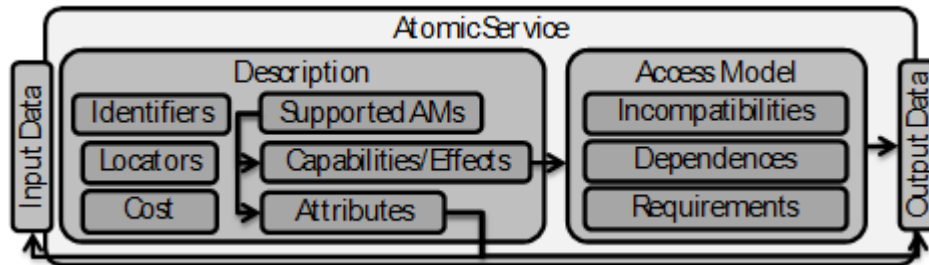 AtomicService
Input Data
Description
Identifiers
Locators
Cost
Supported AMs
Capabilities/Effects
Attributes
Access Model
Incompatibilities
Dependences
Requirements
Output Data